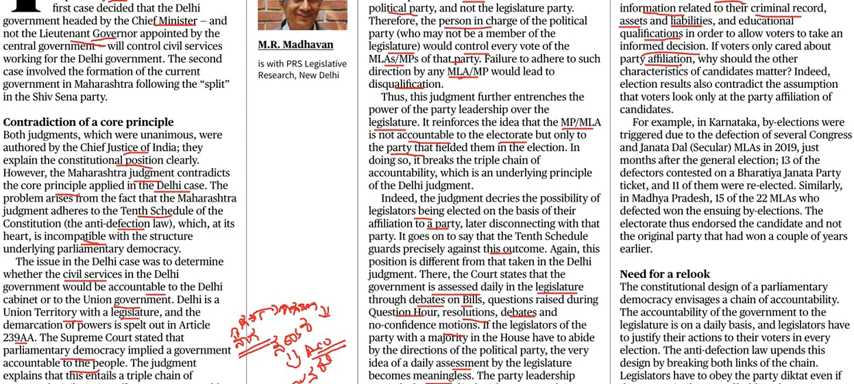 first case decided that the Delhi
government headed by the Chief Minister – and
not the Lieutenant Governor appointed by the
central government – will control civil services
working for the Delhi government. The second
case involved the formation of the current
government in Maharashtra following the “split”
in the Shiv Sena party.
Contradiction of a core principle
Both judgments, which were unanimous, were
authored by the Chief Justice of India; they
explain the constitutional position clearly.
However, the Maharashtra judgment contradicts
the core principle applied in the Delhi case. The
problem arises from the fact that the Maharashtra
judgment adheres to the Tenth Schedule of the
Constitution (the anti-defection law), which, at its
heart, is incompatible with the structure
underlying parliamentary democracy.
The issue in the Delhi case was to determine
whether the civil services in the Delhi
government would be accountable to the Delhi
cabinet or to the Union government. Delhi is a
Union Territory with a legislature, and the
demarcation of powers is spelt out in Article
239AA. The Supreme Court stated that
parliamentary democracy implied a government
accountable to the people. The judgment
explains that this entails a triple chain of
M.R. Madhavan
is with PRS Legislative
Research, New Delhi
political party, and not the legislature party.
Therefore, the person in charge of the political
party (who may not be a member of the
legislature) would control every vote of the
MLAs/MPs of that party. Failure to adhere to such
direction by any MLA/MP would lead to
disqualification.
Thus, this judgment further entrenches the
power of the party leadership over the
legislature. It reinforces the idea that the MP/MLA
is not accountable to the electorate but only to
the party that fielded them in the election. In
doing so, it breaks the triple chain of
accountability, which is an underlying principle
of the Delhi judgment.
Indeed, the judgment decries the possibility of
legislators being elected on the basis of their
affiliation to a party, later disconnecting with that
party. It goes on to say that the Tenth Schedule
guards precisely against this outcome. Again, this
position is different from that taken in the Delhi
judgment. There, the Court states that the
government is assessed daily in the legislature
through debates on Bills, questions raised during
Question Hour, resolutions, debates and
no-confidence motions. If the legislators of the
party with a majority in the House have to abide
by the directions of the political party, the very
idea of a daily assessment by the legislature
becomes meaningless. The party leadership
information related to their criminal record,
assets and liabilities, and educational
qualifications in order to allow voters to take an
informed decision. If voters only cared about
party affiliation, why should the other
characteristics of candidates matter? Indeed,
election results also contradict the assumption
that voters look only at the party affiliation of
candidates.
For example, in Karnataka, by-elections were
triggered due to the defection of several Congress
and Janata Dal (Secular) MLAs in 2019, just
months after the general election; 13 of the
defectors contested on a Bharatiya Janata Party
ticket, and 11 of them were re-elected. Similarly,
in Madhya Pradesh, 15 of the 22 MLAs who
defected won the ensuing by-elections. The
electorate thus endorsed the candidate and not
the original party that had won a couple of years
earlier.
Need for a relook
The constitutional design of a parliamentary
democracy envisages a chain of accountability.
The accountability of the government to the
legislature is on a daily basis, and legislators have
to justify their actions to their voters in every
election. The anti-defection law upends this
design by breaking both links of the chain.
Legislators have to obey the party diktat even if